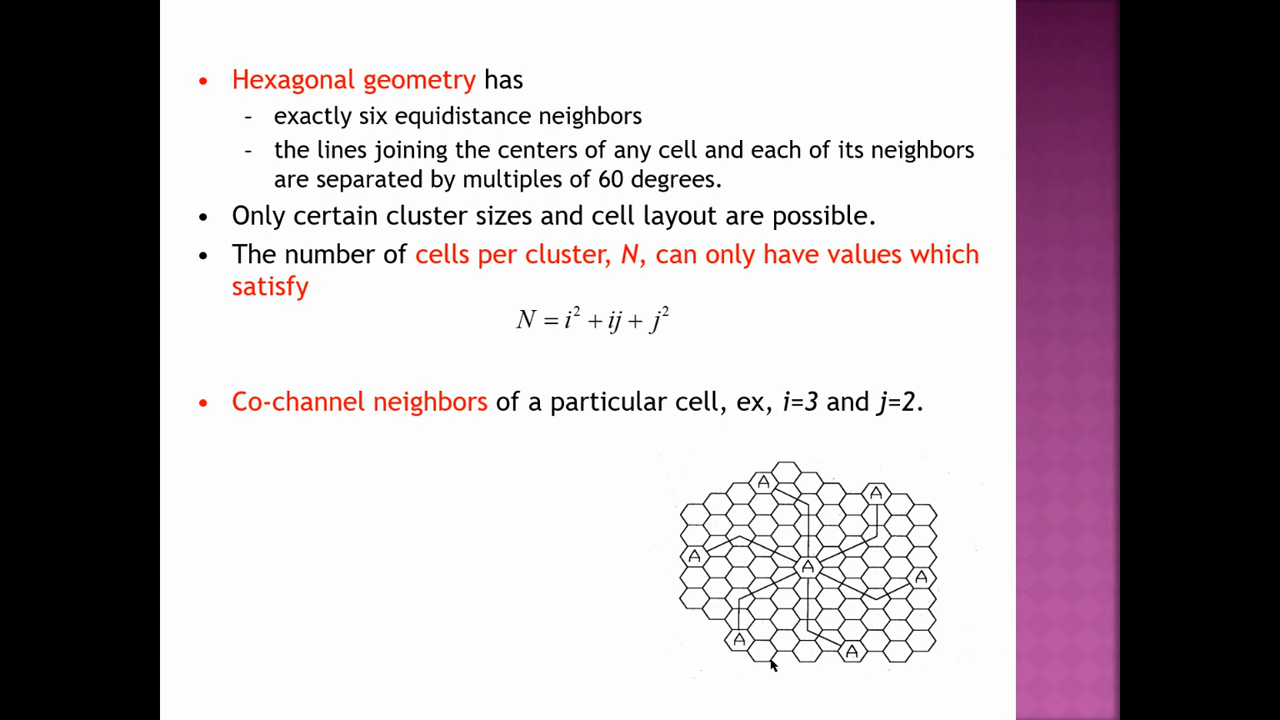 • Hexagonal geometry has
- exactly six equidistance neighbors
- the lines joining the centers of any cell and each of its neighbors
are separated by multiples of 60 degrees.
• Only certain cluster sizes and cell layout are possible.
• The number of cells per cluster, N, can only have values which
satisfy
N = i² + ij + j²
• Co-channel neighbors of a particular cell, ex, i=3 and j=2.
A
A
A
A
A
A
A